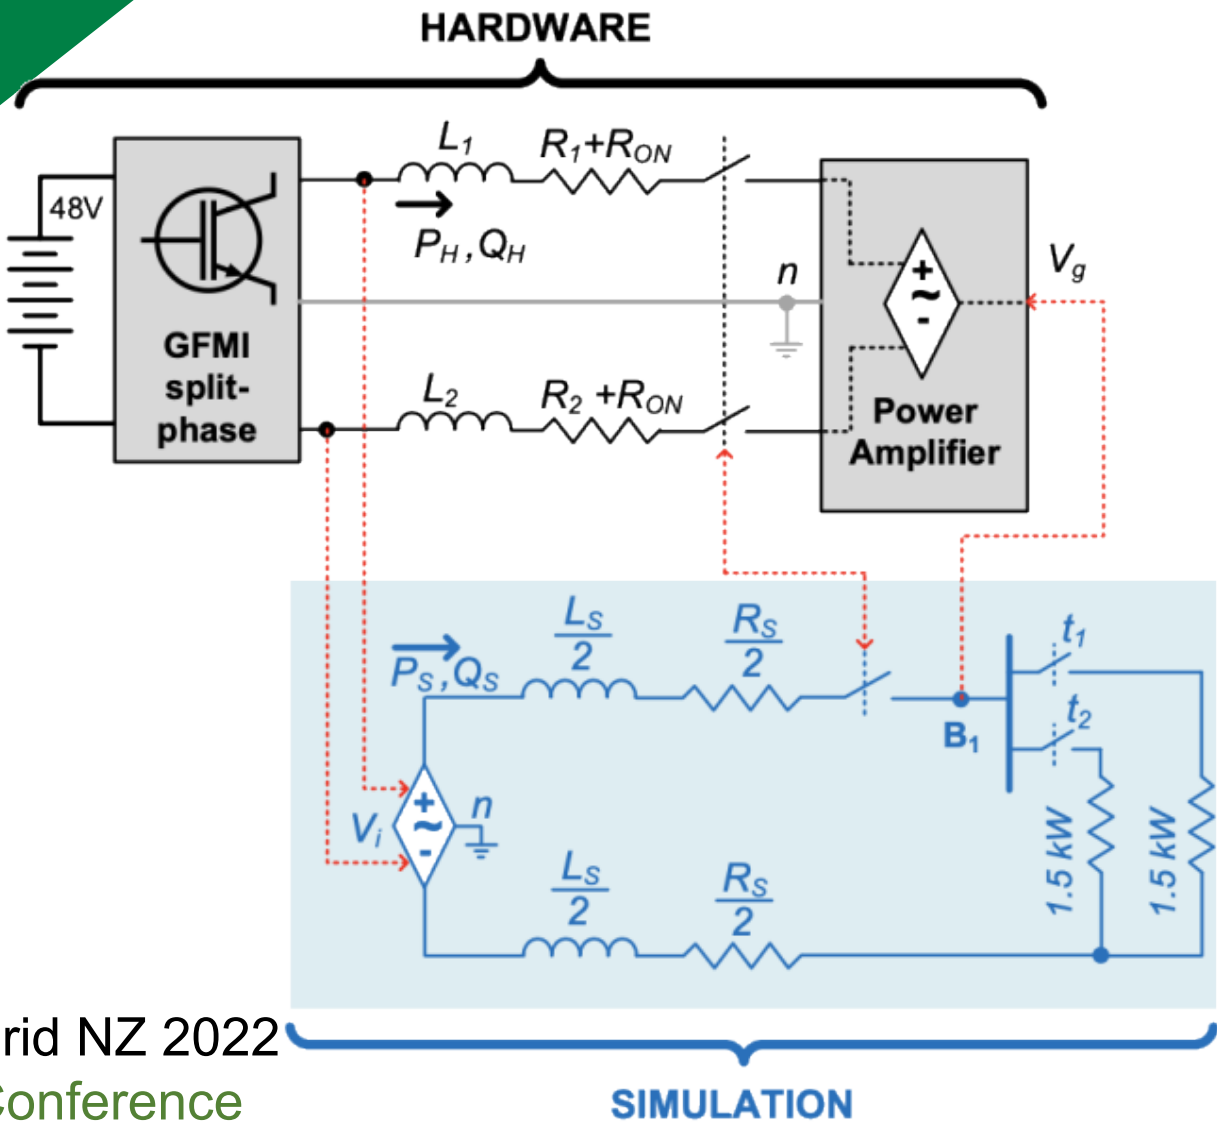 HARDWARE
L1
R1+RON
48V
PH,QH
n
Vg
GFMI
split-
phase
L2
R2 +RON
Power
Amplifier
LS
2
RS
2
t1
PS,QS
t2
B1
+
~
-
n
Vi
1.5 kW
1.5 kW
LS
2
RS
2
rid NZ 2022
Conference
SIMULATION